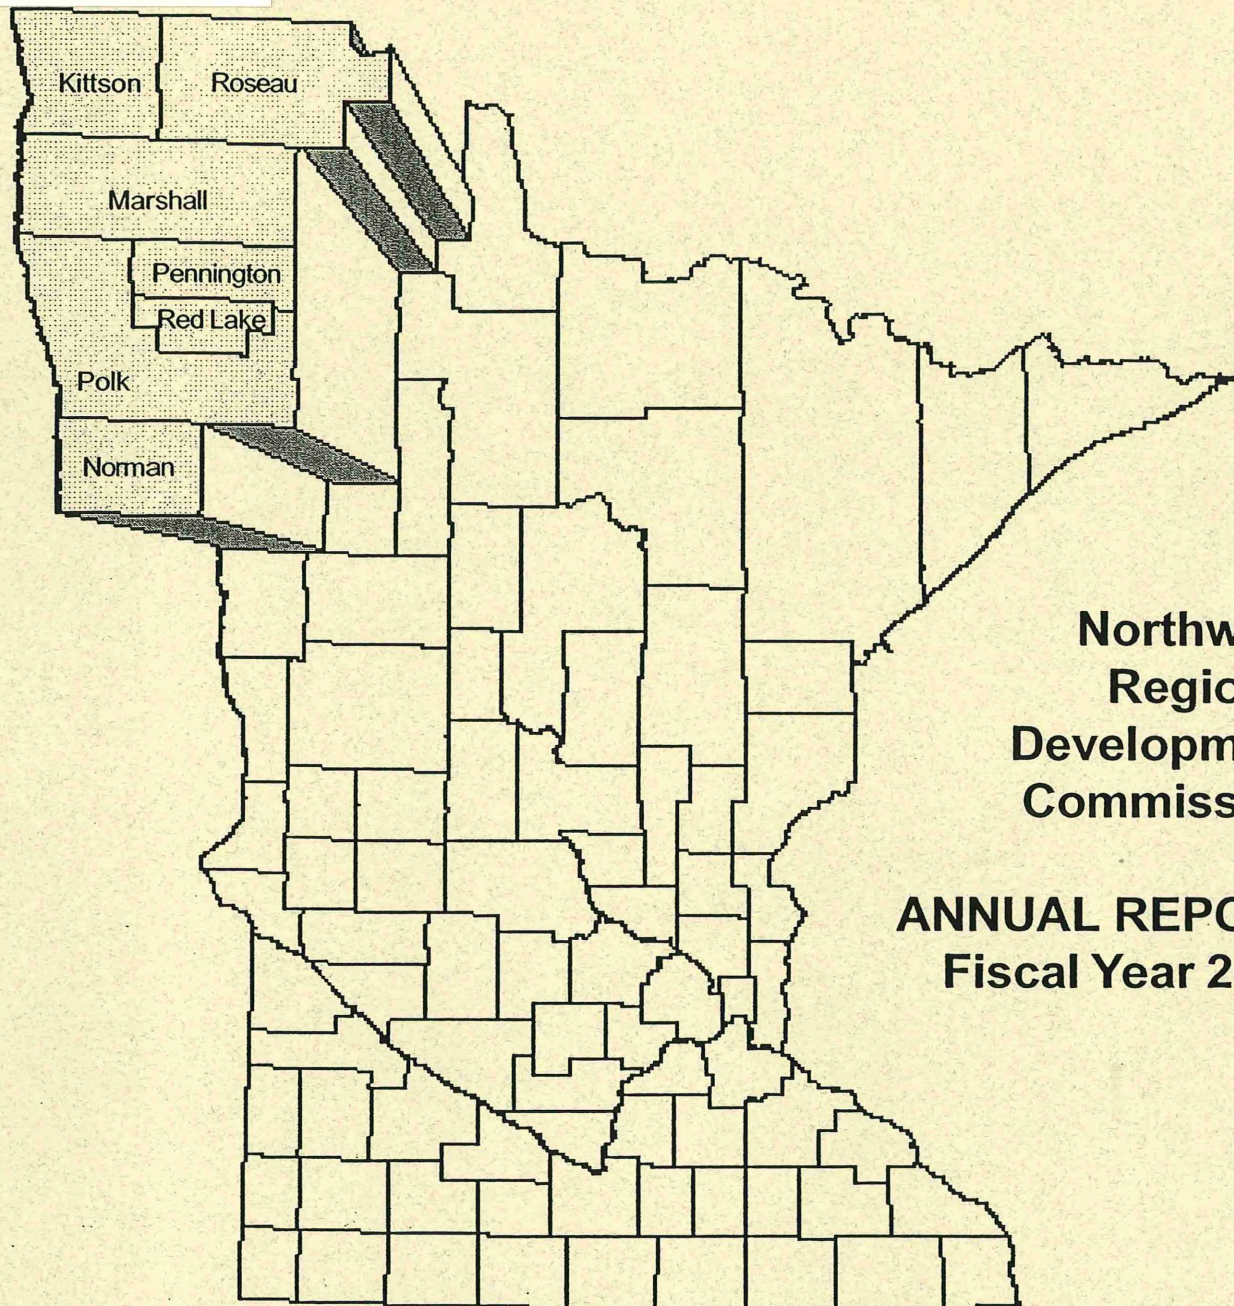 Kittson
Roseau
Marshall
Pennington
Red Lake
Polk
Norman
Northw
Regio
Developm
Commiss
ANNUAL REPO
Fiscal Year 2